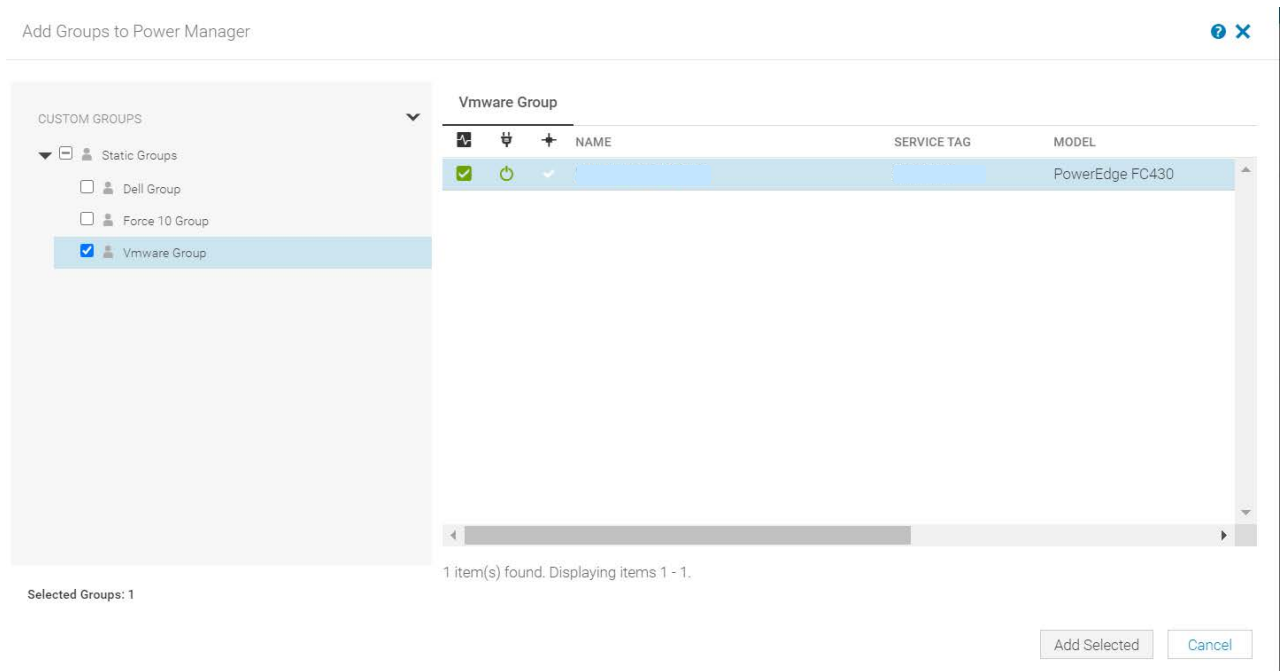 Add Groups to Power Manager
CUSTOM GROUPS
Static Groups
Dell Group
Force 10 Group
Vmware Group
Selected Groups: 1
Vmware Group
NAME SERVICE TAG MODEL
PowerEdge FC430
1 item(s) found. Displaying items 1 - 1.
Add Selected Cancel